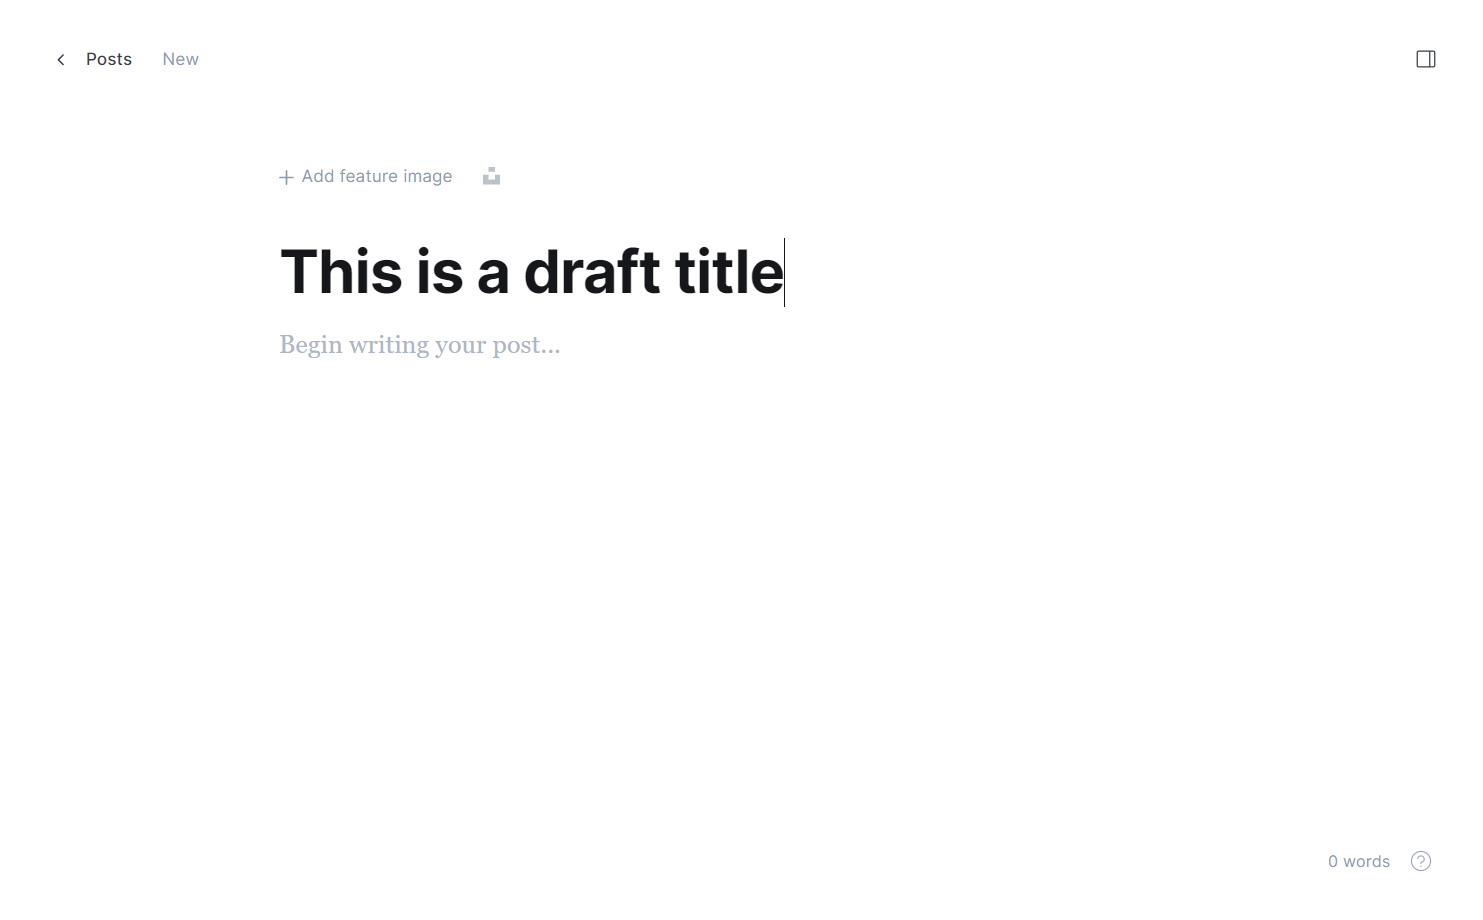 Posts New
Add feature image
This is a draft title
Begin writing your post...
0 words